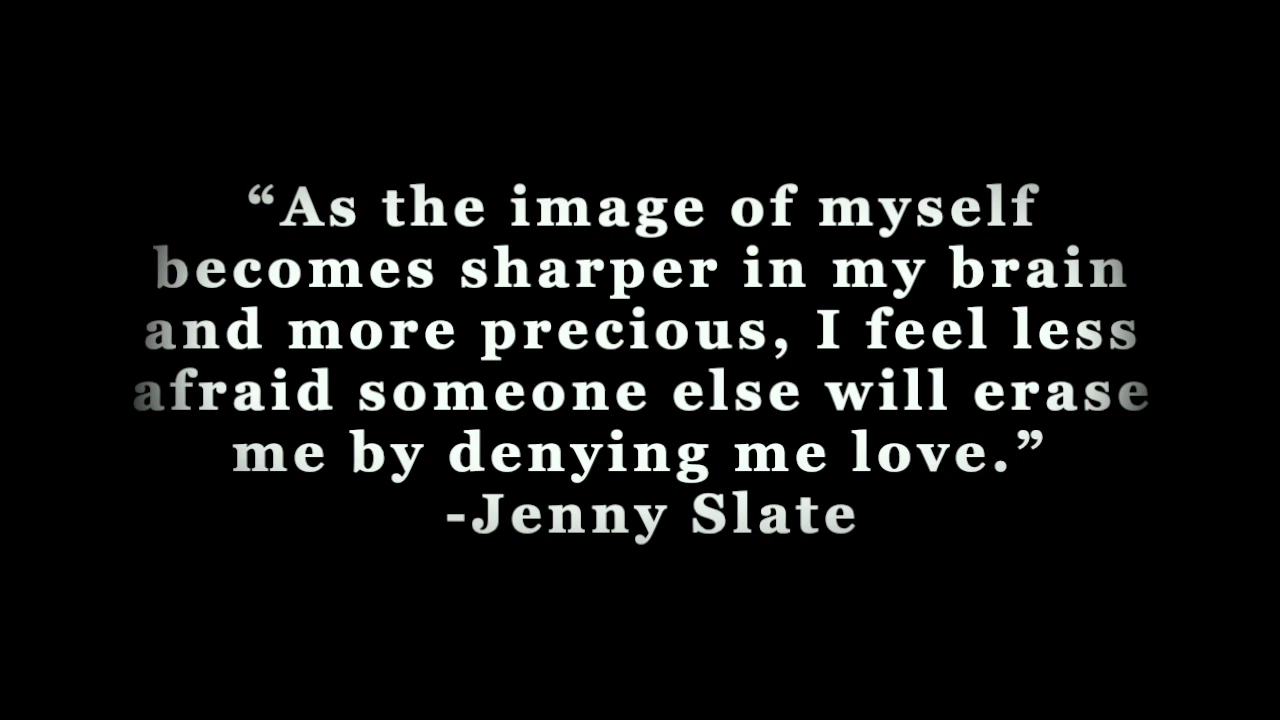 “As the image of myself
becomes sharper in my brain
and more precious, I feel less
afraid someone else will erase
me by denying me love.”
-Jenny Slate